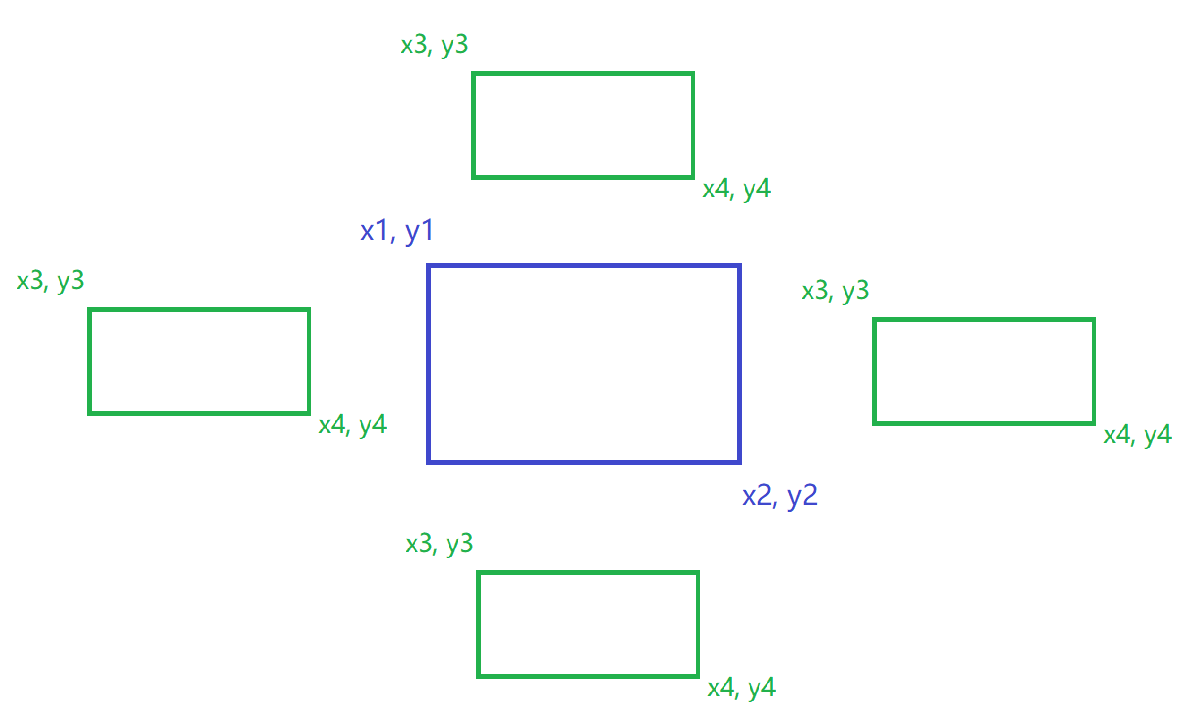 x3, y3
x4, y4
x1, y1
x3, y3
x3, y3
x4, y4
x4, y4
x2, y2
x3, y3
x4, y4